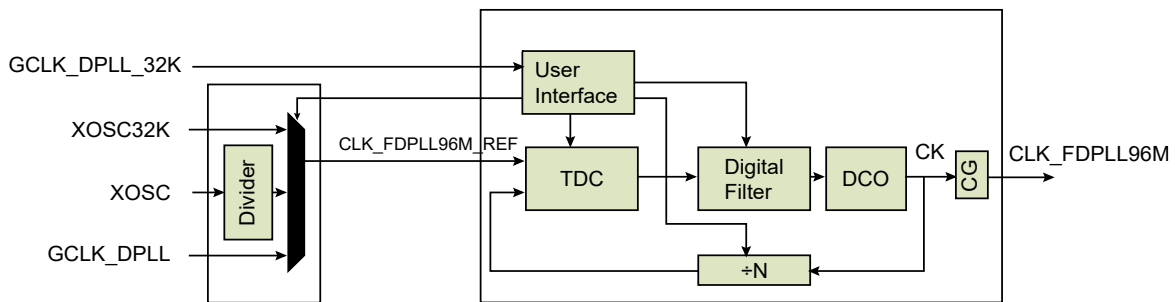 GCLK_DPLL_32K
XOSC32K
XOSC
GCLK_DPLL
Divider
CLK_FDPLL96M_REF
User
Interface
TDC
Digital
Filter
DCO
CK
CG
CLK_FDPLL96M
÷N